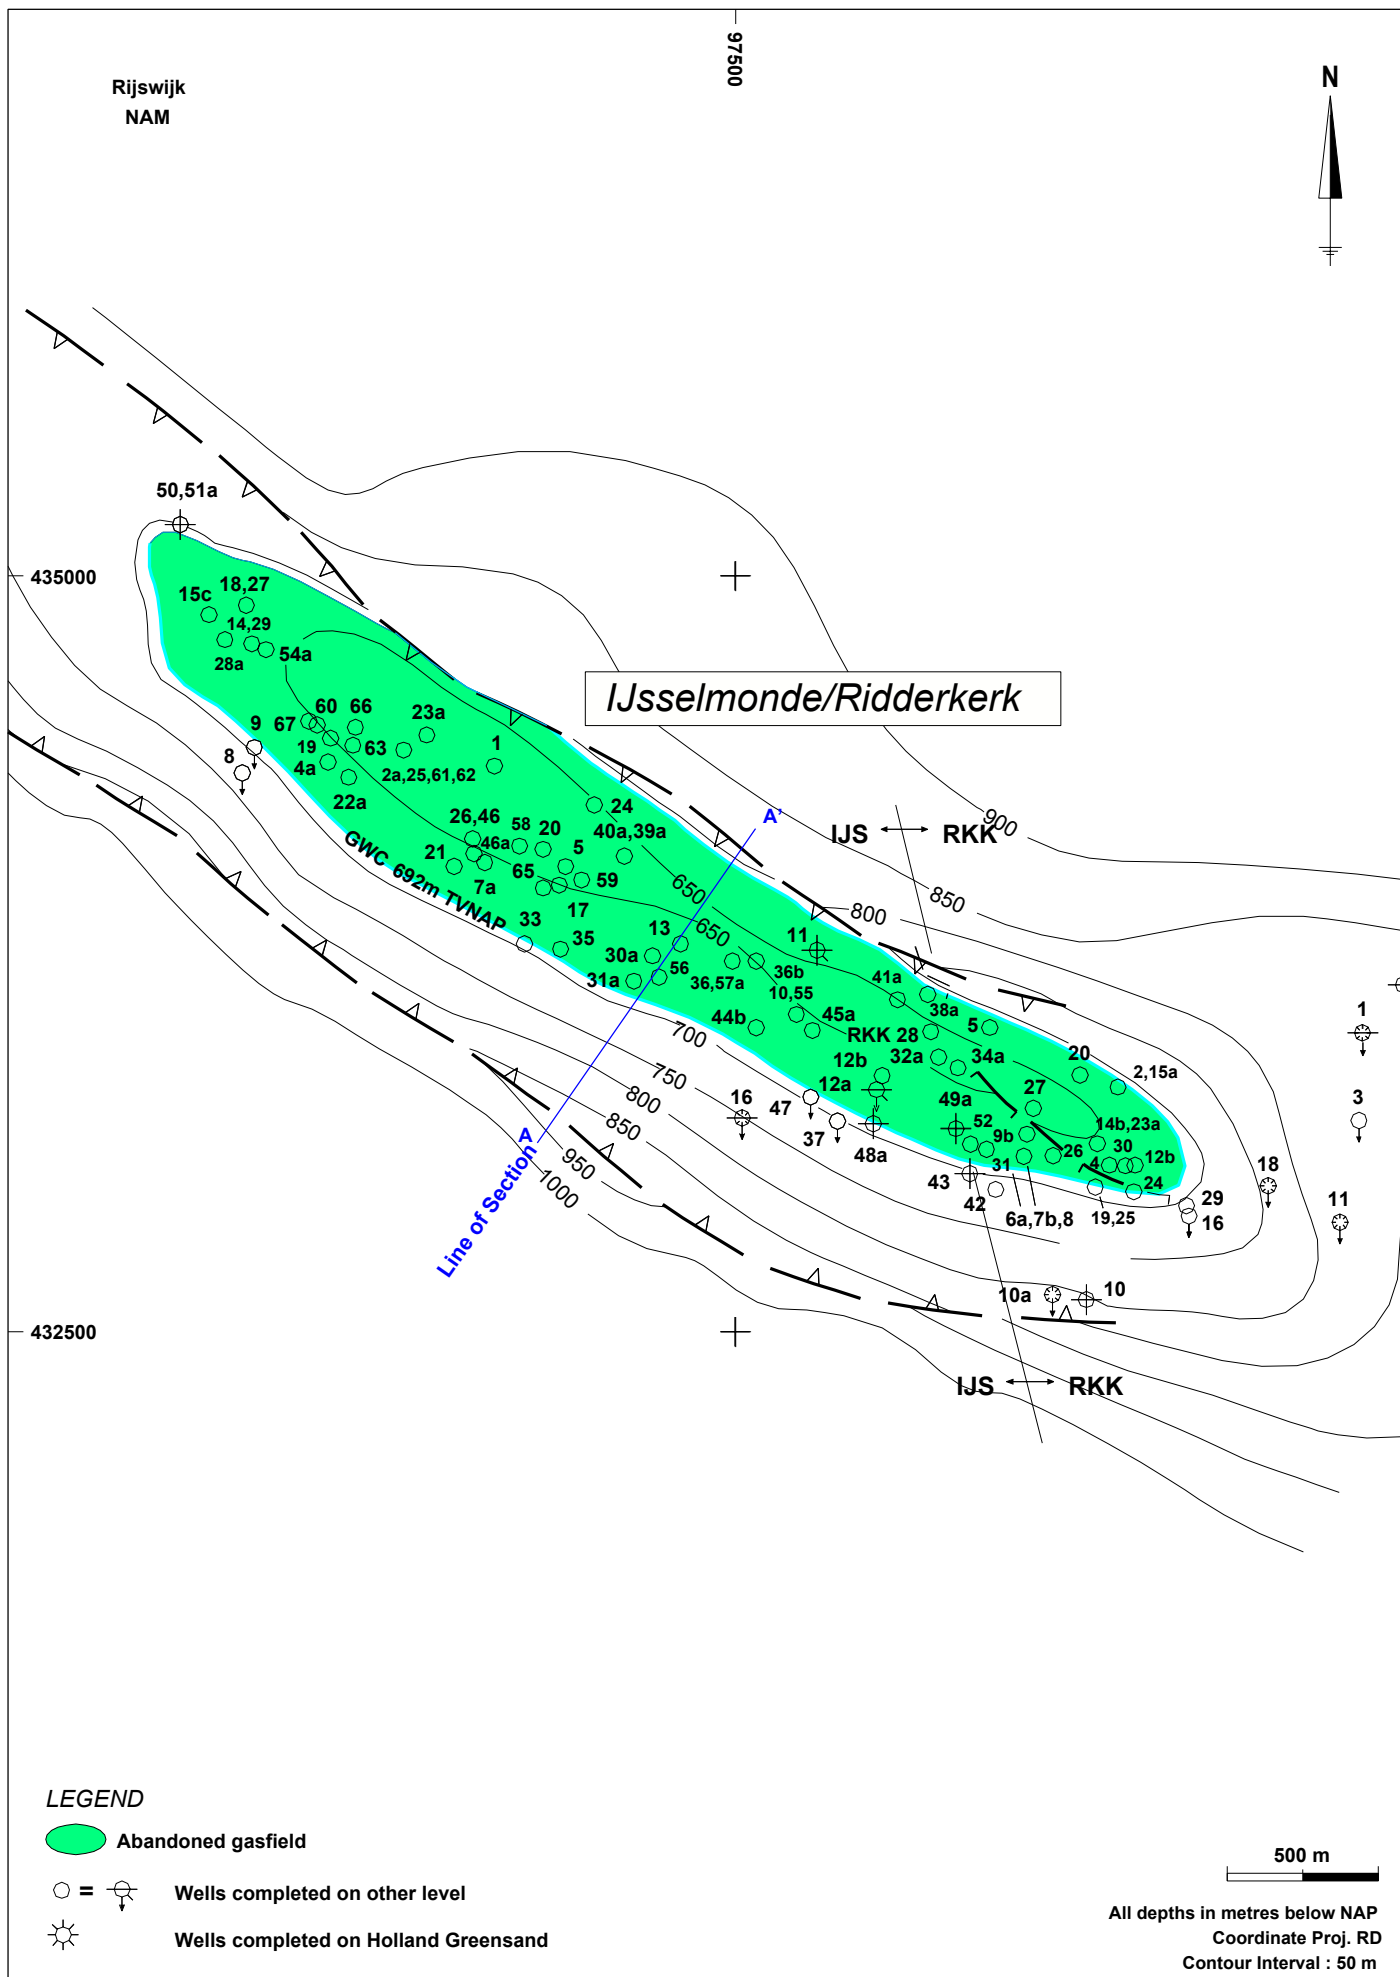 97500
Rijswijk
NAM
N
50,51a
435000
18,27
15c
14,29
28a
54a
IJsselmonde/Ridderkerk
60
66
23a
9
67
1
8
19
63
4a
2a,25,61,62
22a
24
A'
IJS
RKK
900
26,46
58
20
40a,39a
46a
5
21
7a
65
59
650
850
GWC 692m TVNAP
17
800
33
650
11
35
13
30a
56
36b
41a
31a
36,57a
10,55
38a
45a
1
700
44b
RKK 28
5
32a
34a
20
12b
2,15a
750
12a
27
16
47
49a
3
800
52
14b,23a
37
9b
850
A
48a
30
26
4
12b
950
31
18
43
24
1000
42
29
11
6a,7b,8
19,25
16
Line of Section
10a
10
432500
IJS
RKK
LEGEND
Abandoned gasfield
500 m
= Wells completed on other level
All depths in metres below NAP
Wells completed on Holland Greensand
Coordinate Proj. RD
Contour Interval : 50 m